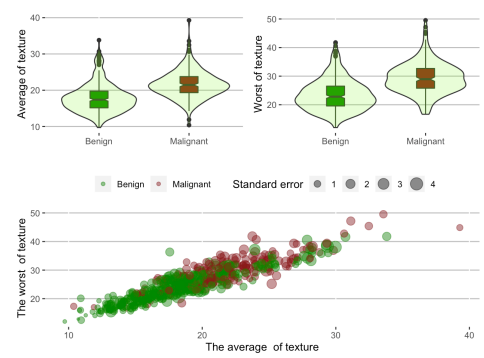 Average of texture
40
30
20
10
Benign Malignant
Worst of texture
50
40
30
20
Benign Malignant
Benign Malignant Standard error 1 2 3 4
The worst  of texture
50
40
30
20
10 20 30 40
The average  of texture